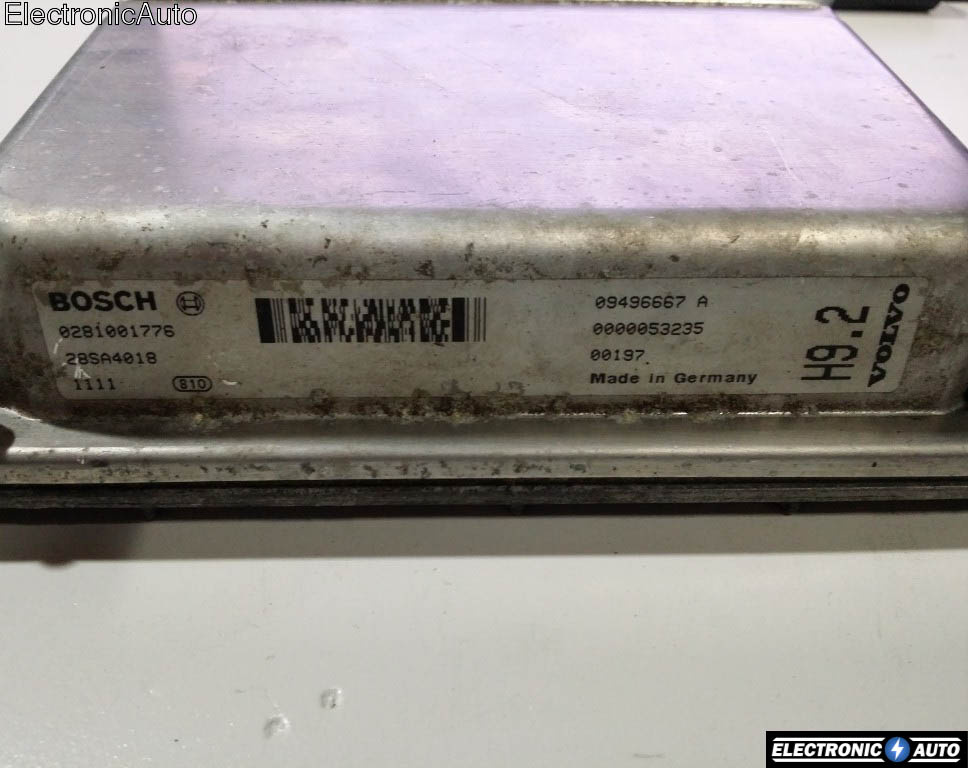 ElectronicAuto
BOSCH
0281001776
28SA4018
1111 810
09496667 A
0000053235
00197
Made in Germany
H9.2
VOLVO
ELECTRONIC AUTO